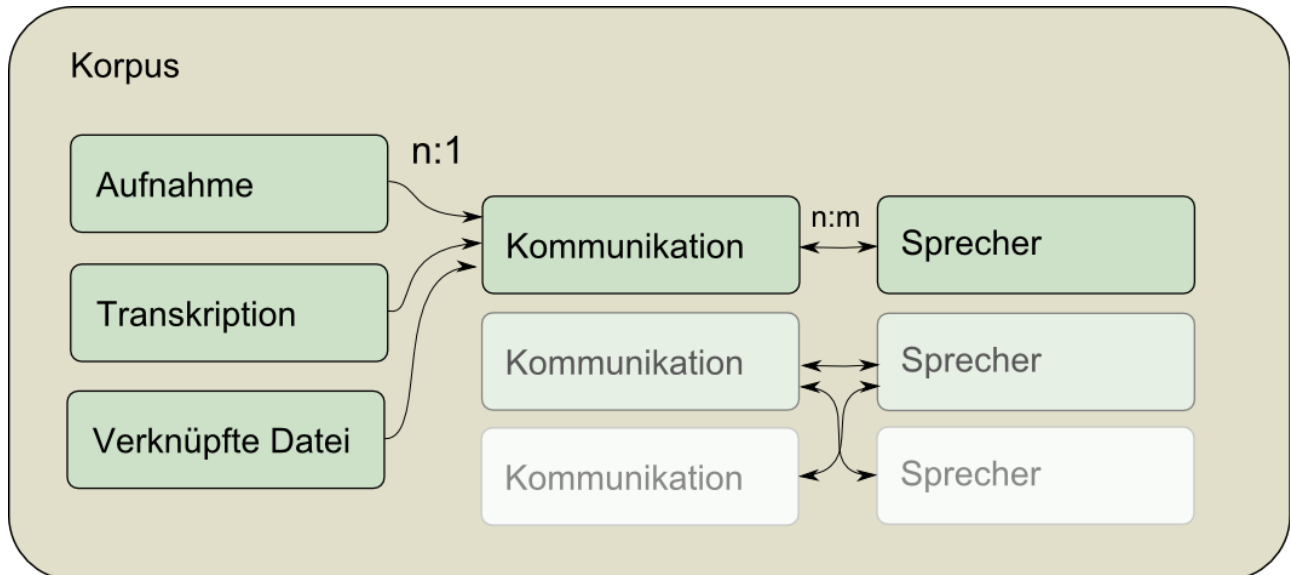 Korpus
Aufnahme
n:1
Transkription
Verknüpfte Datei
Kommunikation
n:m
Sprecher
Kommunikation
Sprecher
Kommunikation
Sprecher